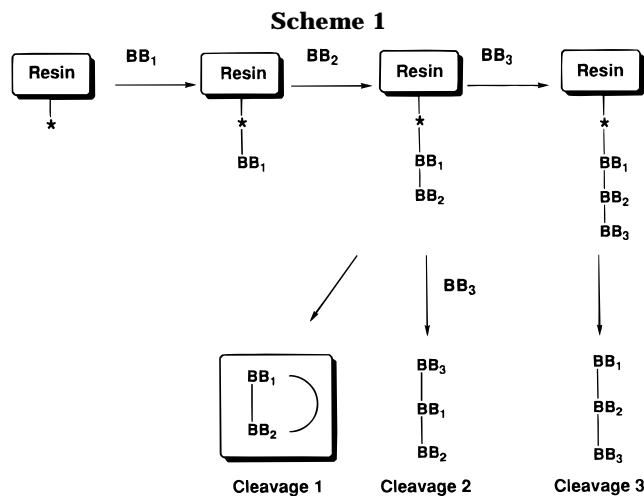 Scheme 1
BB₁ BB₂ BB₃
Resin Resin Resin Resin
* * * *
BB₁ BB₁ BB₁
BB₂ BB₂
BB₃
BB₃
BB₁ BB₃ BB₁
BB₁ BB₂
BB₂ BB₂ BB₃
Cleavage 1 Cleavage 2 Cleavage 3